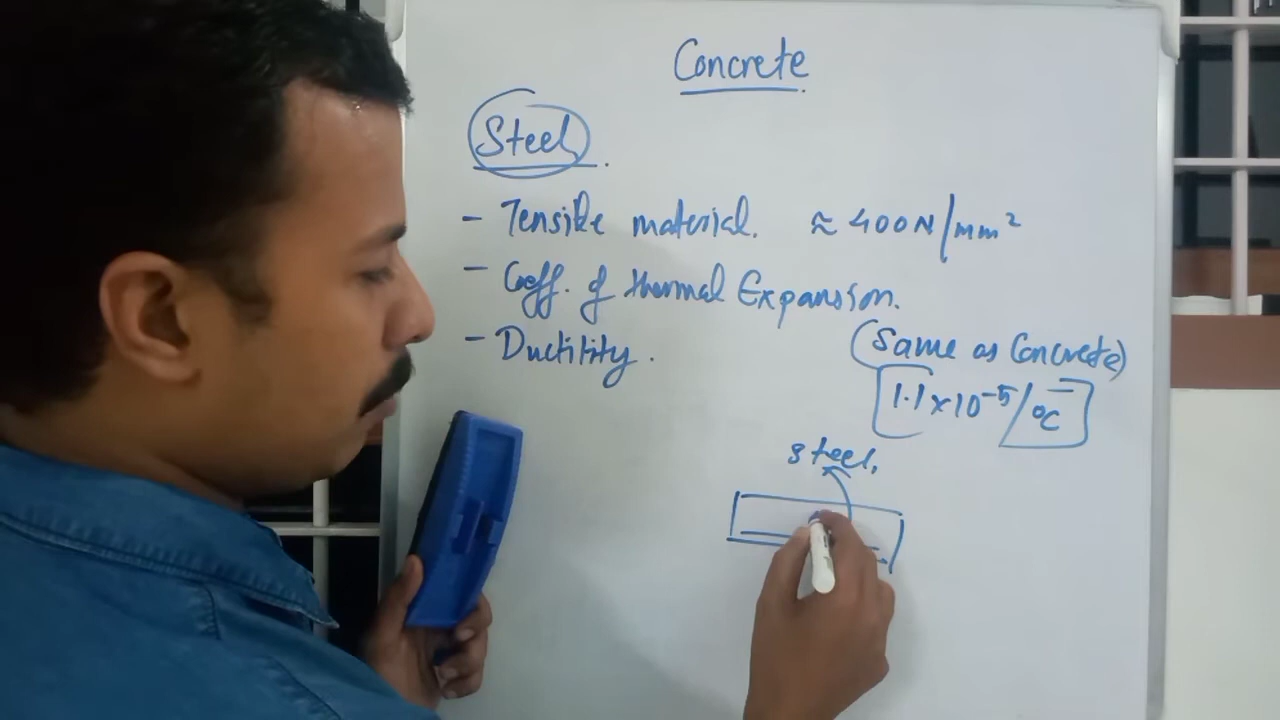 Concrete
Steel.
- Tensile material. ≈ 400N/mm²
- Coeff. of thermal Expansion.
(Same as Concrete)
- Ductility.
1.1×10⁻⁵/°C
steel.